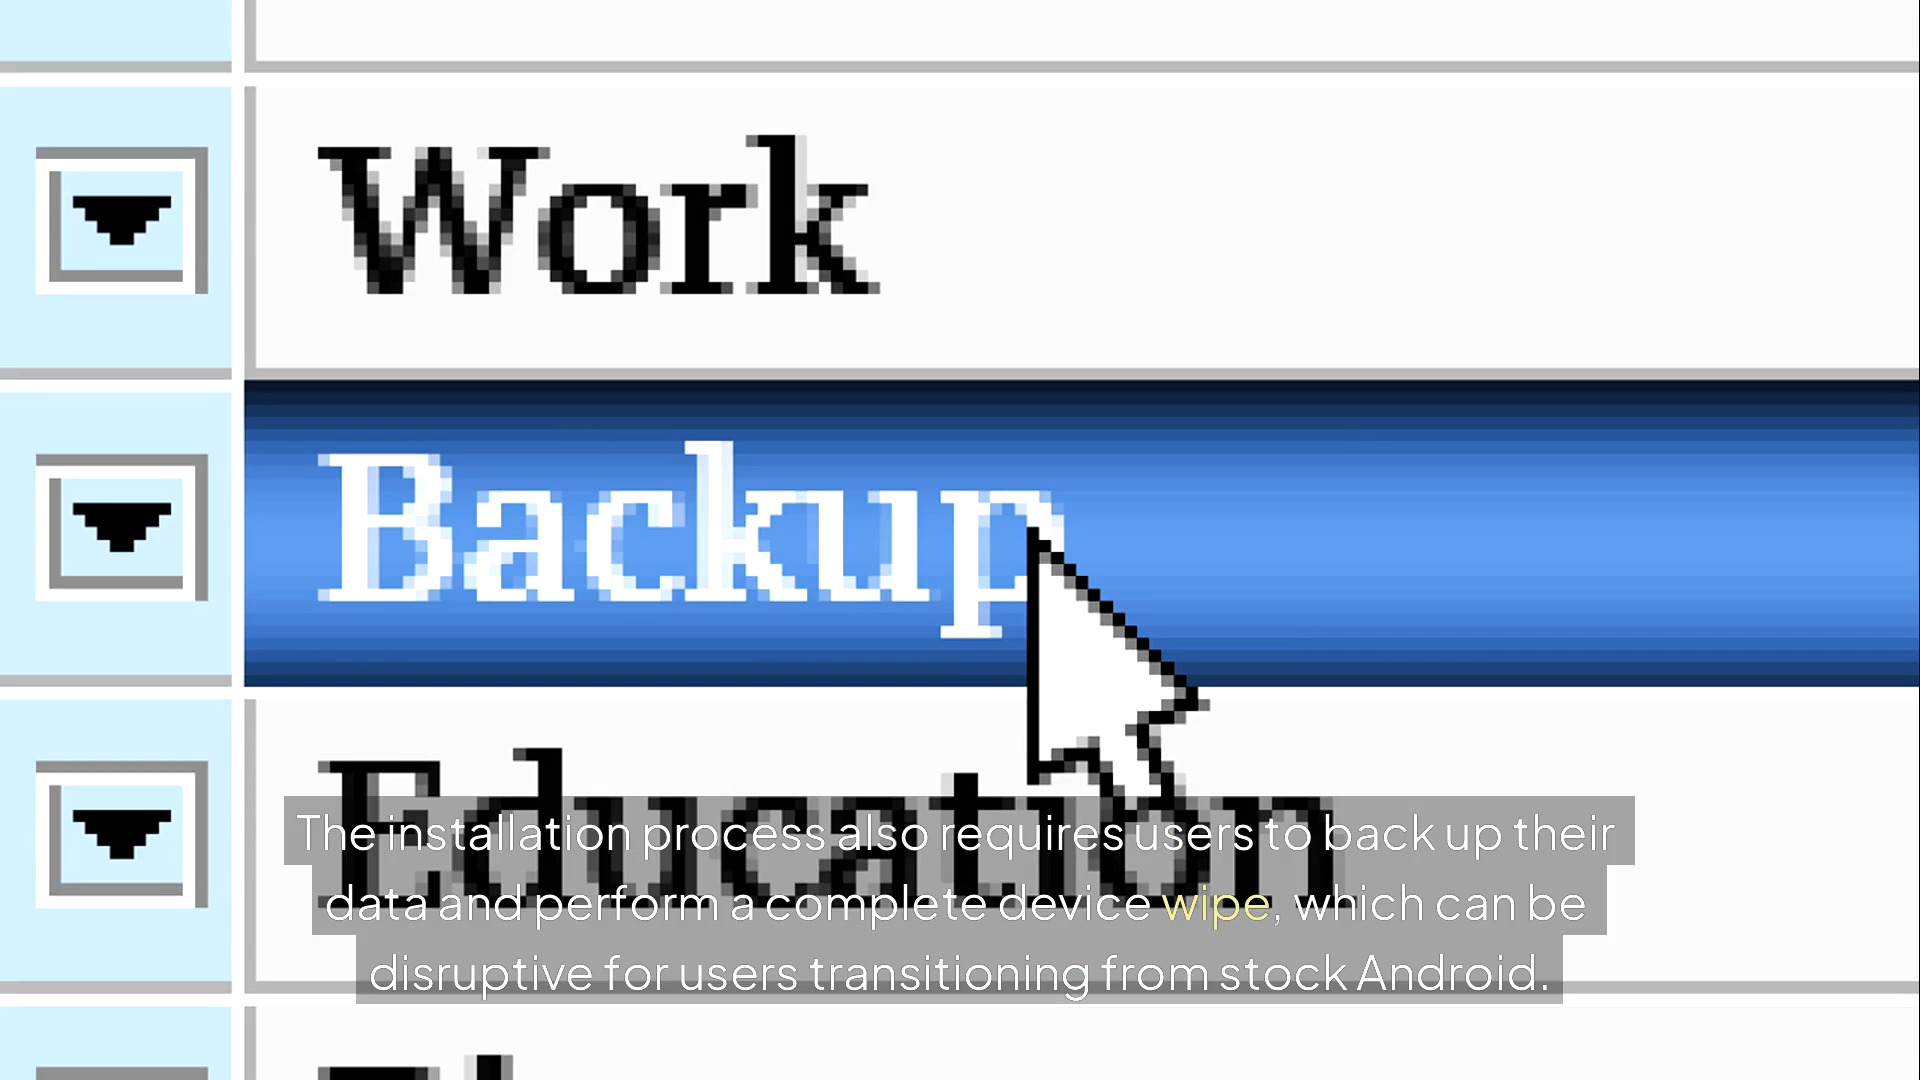 Work
Backup
Education
The installation process also requires users to back up their
data and perform a complete device wipe, which can be
disruptive for users transitioning from stock Android.